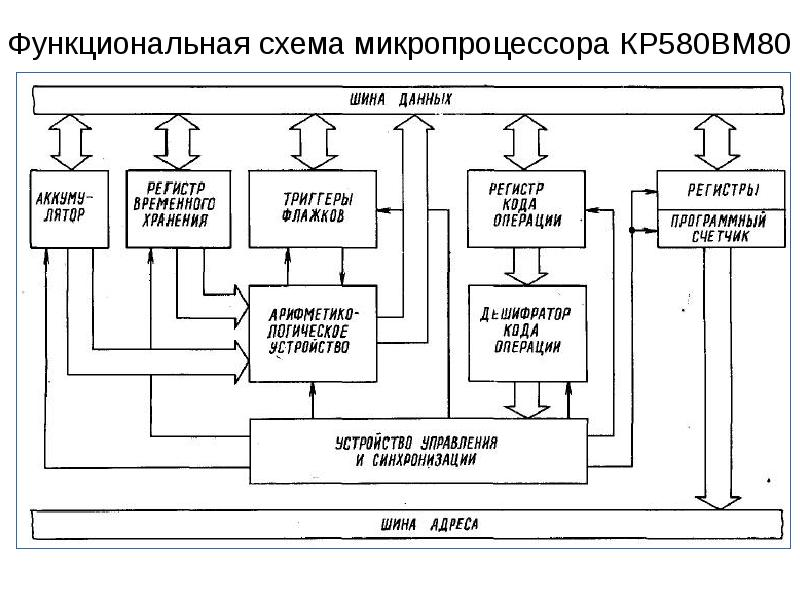 Функциональная схема микропроцессора КР580ВМ80
ШИНА ДАННЫХ
АККУМУ-
ЛЯТОР
РЕГИСТР
ВРЕМЕННОГО
ХРАНЕНИЯ
ТРИГГЕРЫ
ФЛАЖКОВ
РЕГИСТР
КОДА
ОПЕРАЦИИ
РЕГИСТРЫ
ПРОГРАММНЫЙ
СЧЕТЧИК
АРИФМЕТИКО-
ЛОГИЧЕСКОЕ
УСТРОЙСТВО
ДЕШИФРАТОР
КОДА
ОПЕРАЦИИ
УСТРОЙСТВО УПРАВЛЕНИЯ
И СИНХРОНИЗАЦИИ
ШИНА АДРЕСА